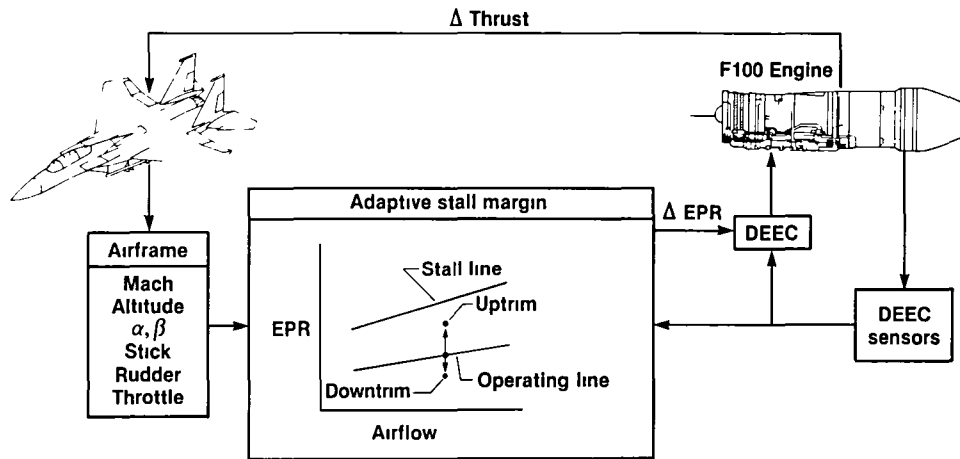 Δ Thrust
F100 Engine
Adaptive stall margin
Δ EPR
DEEC
Airframe
Mach
Altitude
α, β
Stick
Rudder
Throttle
EPR
Stall line
Uptrim
Downtrim
Operating line
Airflow
DEEC
sensors